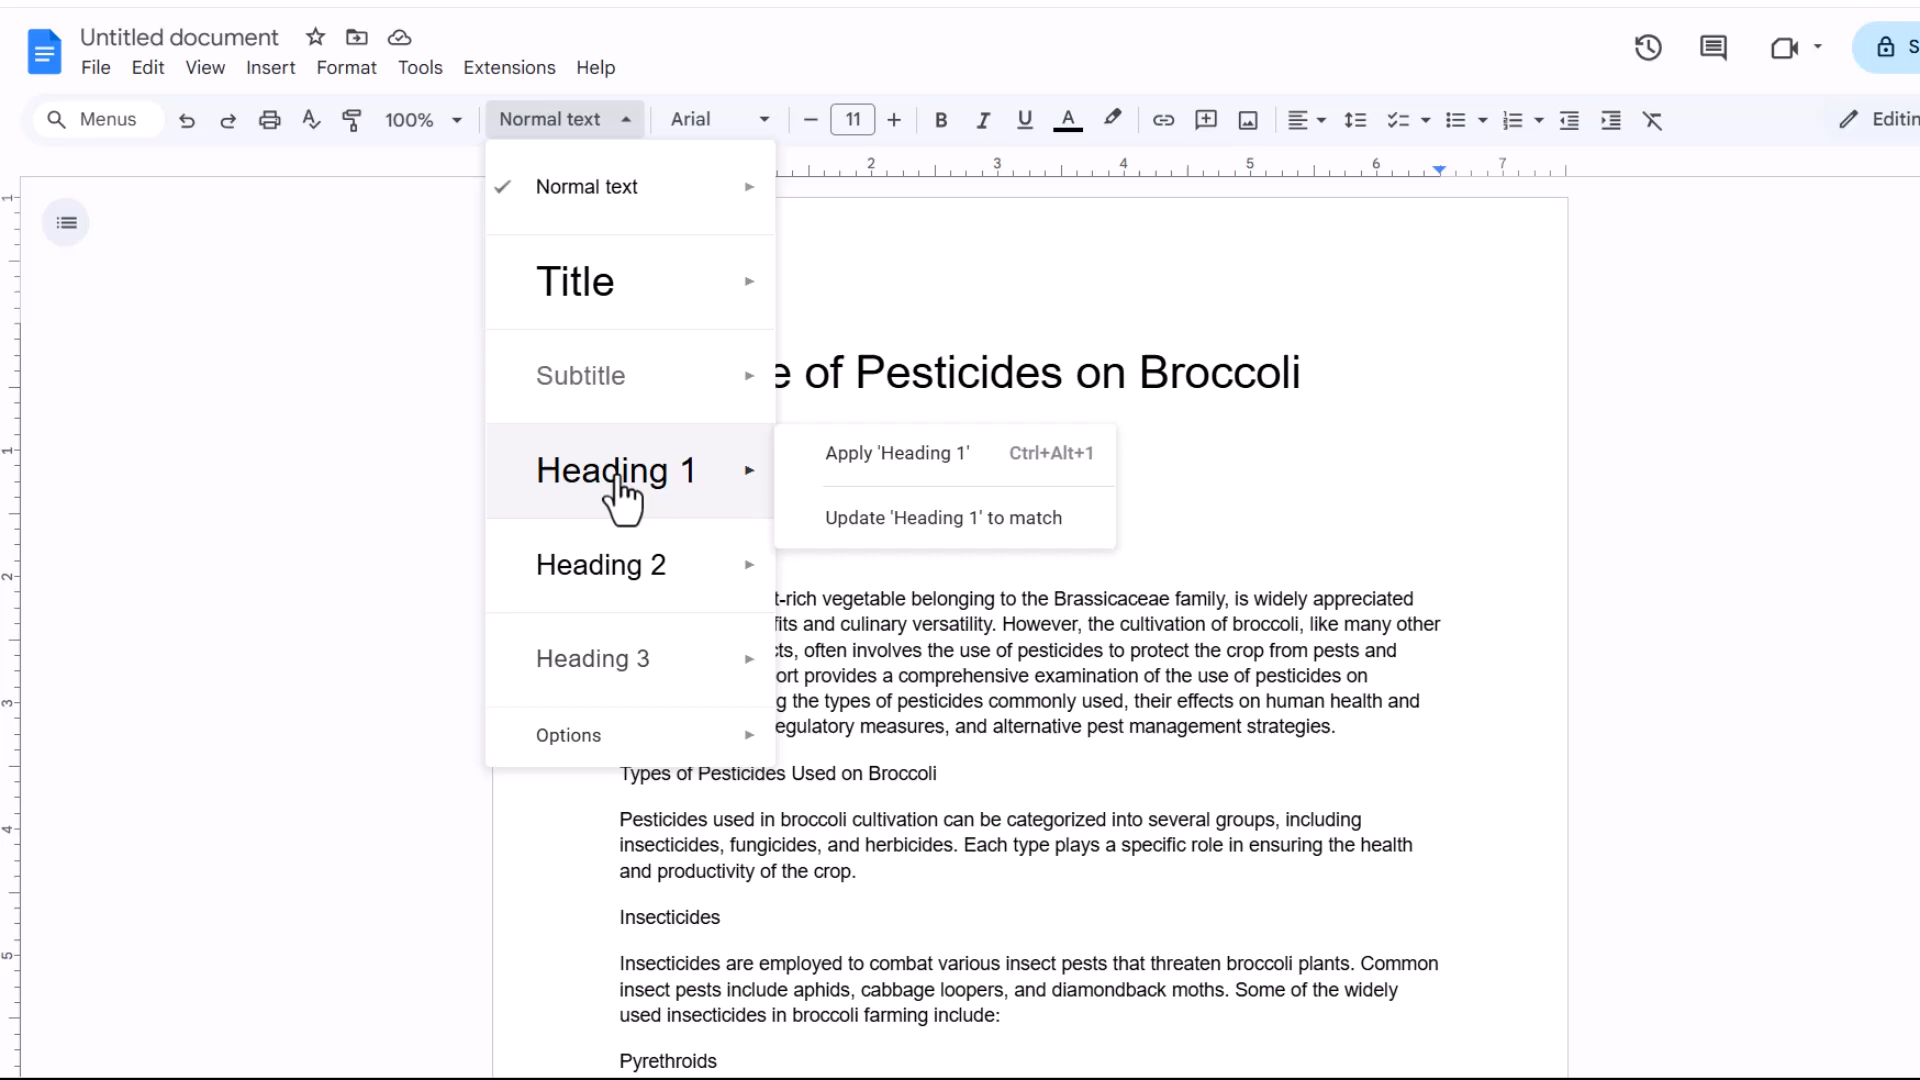 Untitled document
File Edit View Insert Format Tools Extensions Help
Menus 100% Normal text Arial 11 Editin
2 3 4 5 6 7
Normal text
Title
Subtitle
e of Pesticides on Broccoli
Heading 1
Apply 'Heading 1' Ctrl+Alt+1
Update 'Heading 1' to match
Heading 2
Heading 3
Options
t-rich vegetable belonging to the Brassicaceae family, is widely appreciated
fits and culinary versatility. However, the cultivation of broccoli, like many other
cts, often involves the use of pesticides to protect the crop from pests and
ort provides a comprehensive examination of the use of pesticides on
g the types of pesticides commonly used, their effects on human health and
egulatory measures, and alternative pest management strategies.
Types of Pesticides Used on Broccoli
Pesticides used in broccoli cultivation can be categorized into several groups, including
insecticides, fungicides, and herbicides. Each type plays a specific role in ensuring the health
and productivity of the crop.
Insecticides
Insecticides are employed to combat various insect pests that threaten broccoli plants. Common
insect pests include aphids, cabbage loopers, and diamondback moths. Some of the widely
used insecticides in broccoli farming include:
Pyrethroids